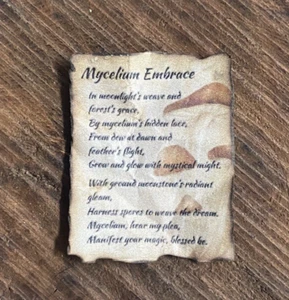 Mycelium Embrace
In moonlight's weave and
forest's grace,
By mycelium's hidden lace,
From dew at dawn and
feather's flight,
Grow and glow with mystical might.
With ground moonstone's radiant
gleam,
Harness spores to weave the dream.
Mycelium, hear my plea,
Manifest your magic, blessed be.